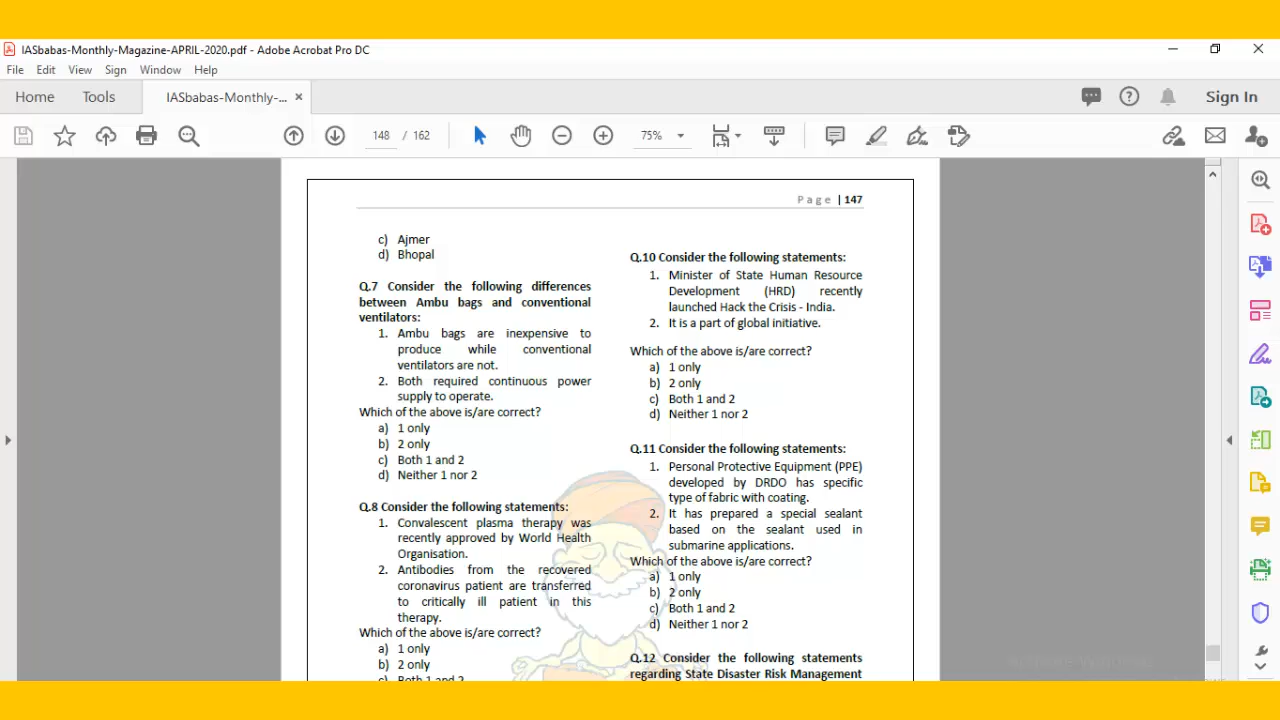 IASbabas-Monthly-Magazine-APRIL-2020.pdf - Adobe Acrobat Pro DC
File Edit View Sign Window Help
Home Tools IASbabas-Monthly-... × Sign In
148 / 162 75%
Page | 147
c) Ajmer
d) Bhopal
Q.7 Consider the following differences
between Ambu bags and conventional
ventilators:
1. Ambu bags are inexpensive to
produce while conventional
ventilators are not.
2. Both required continuous power
supply to operate.
Which of the above is/are correct?
a) 1 only
b) 2 only
c) Both 1 and 2
d) Neither 1 nor 2
Q.8 Consider the following statements:
1. Convalescent plasma therapy was
recently approved by World Health
Organisation.
2. Antibodies from the recovered
coronavirus patient are transferred
to critically ill patient in this
therapy.
Which of the above is/are correct?
a) 1 only
b) 2 only
c) Both 1 and 2
Q.10 Consider the following statements:
1. Minister of State Human Resource
Development (HRD) recently
launched Hack the Crisis - India.
2. It is a part of global initiative.
Which of the above is/are correct?
a) 1 only
b) 2 only
c) Both 1 and 2
d) Neither 1 nor 2
Q.11 Consider the following statements:
1. Personal Protective Equipment (PPE)
developed by DRDO has specific
type of fabric with coating.
2. It has prepared a special sealant
based on the sealant used in
submarine applications.
Which of the above is/are correct?
a) 1 only
b) 2 only
c) Both 1 and 2
d) Neither 1 nor 2
Q.12 Consider the following statements
regarding State Disaster Risk Management